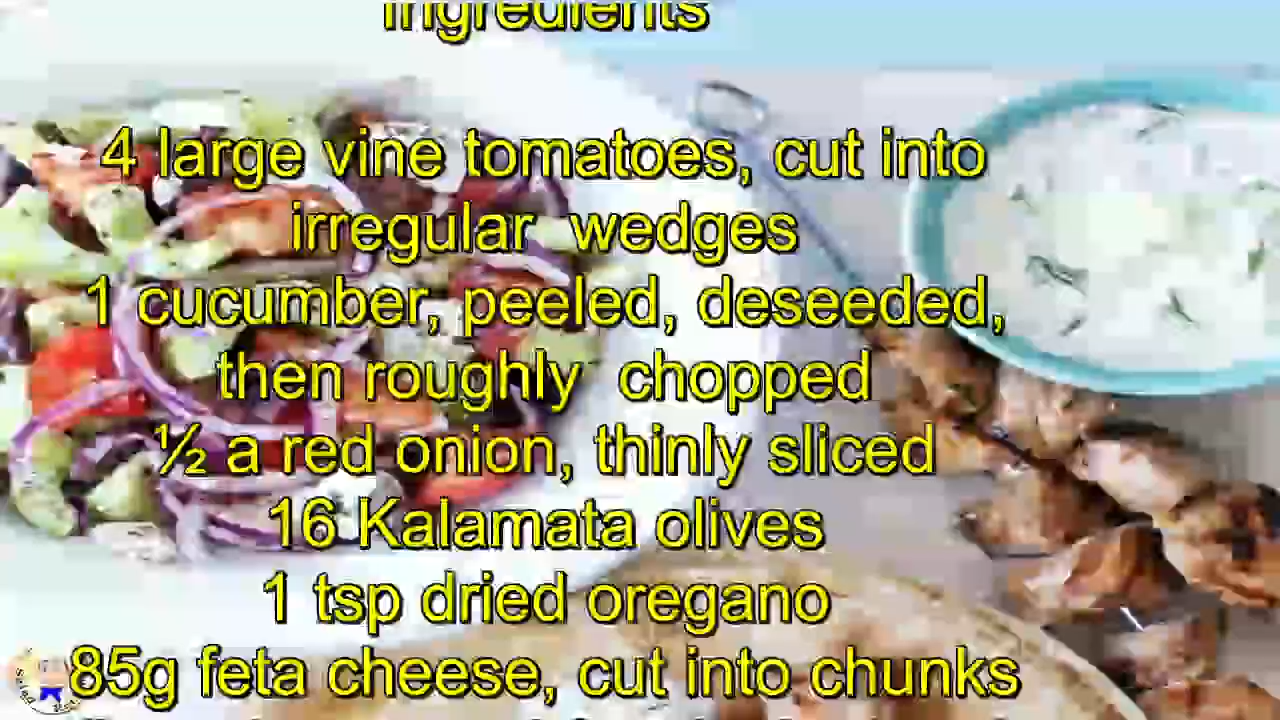 Ingredients
4 large vine tomatoes, cut into
irregular wedges
1 cucumber, peeled, deseeded,
then roughly chopped
½ a red onion, thinly sliced
16 Kalamata olives
1 tsp dried oregano
85g feta cheese, cut into chunks